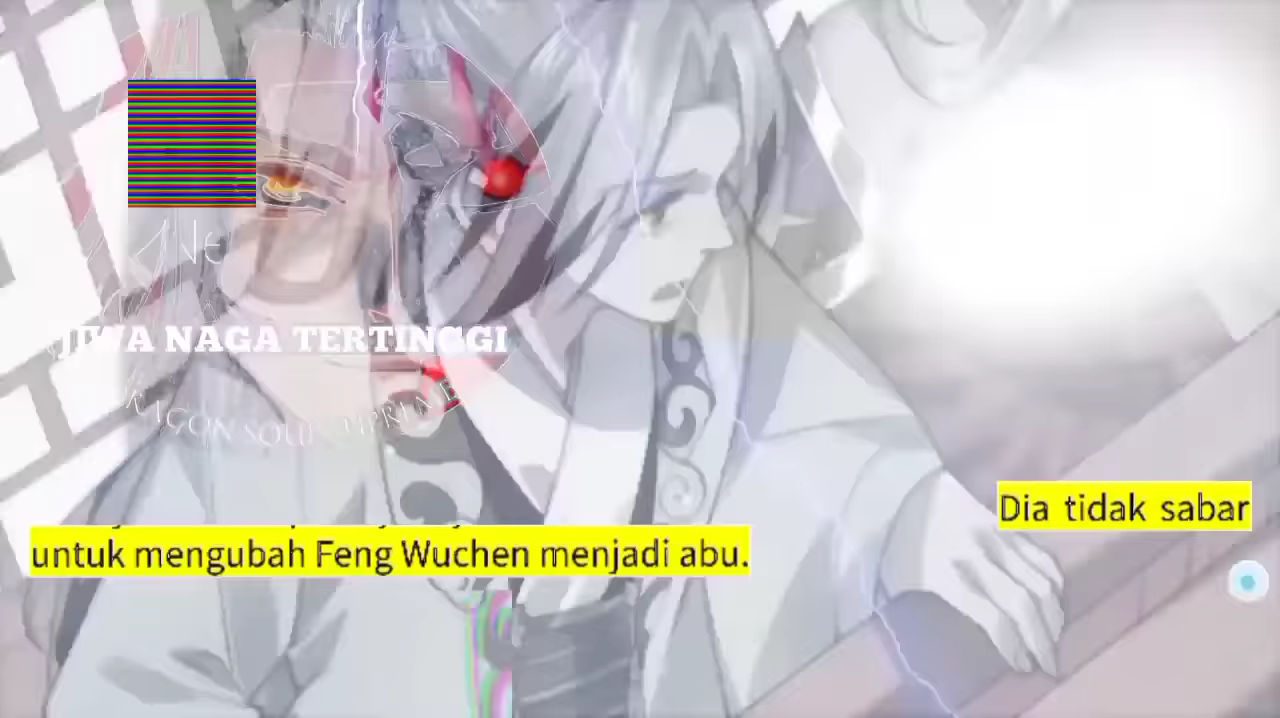 JIWA NAGA TERTINGGI
Dia tidak sabar
untuk mengubah Feng Wuchen menjadi abu.